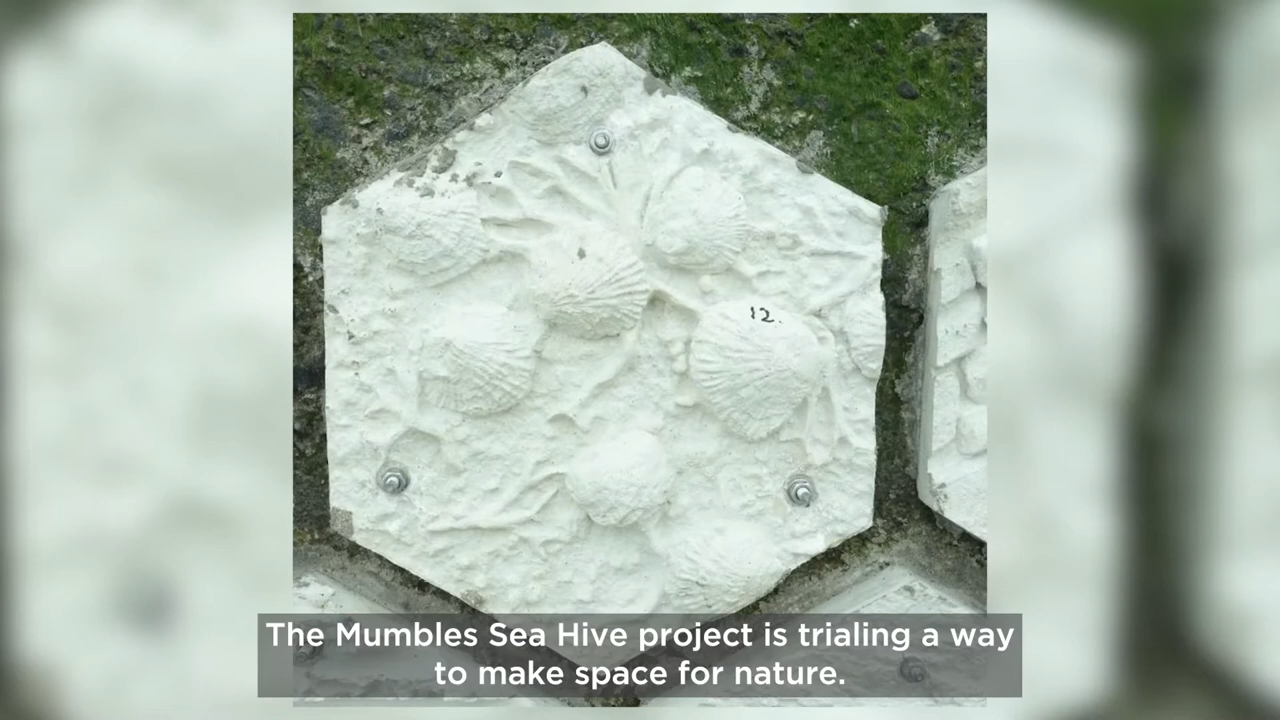 12.
The Mumbles Sea Hive project is trialing a way
to make space for nature.